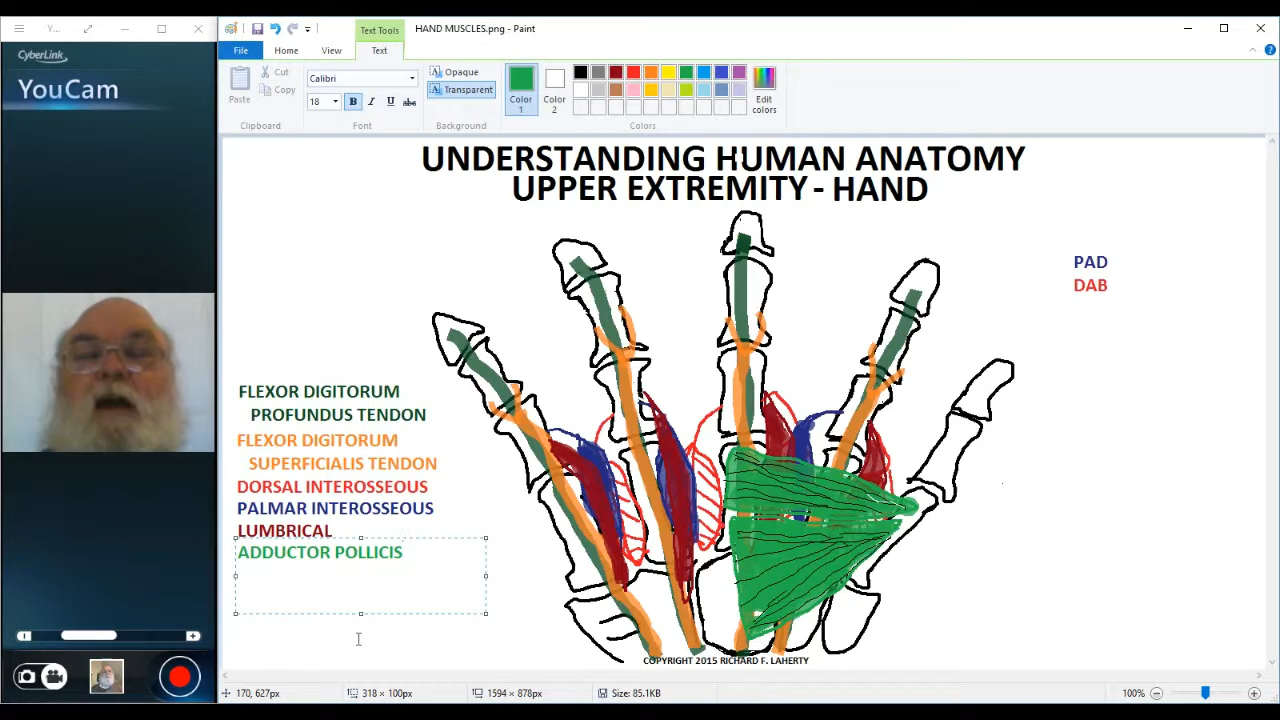 Y...
CyberLink
YouCam
Text Tools
HAND MUSCLES.png - Paint
File
Home
View
Text
Paste
Cut
Copy
Clipboard
Calibri
18
B I U abc
Font
Opaque
Transparent
Background
Color 1
Color 2
Edit colors
Colors
UNDERSTANDING HUMAN ANATOMY
UPPER EXTREMITY - HAND
PAD
DAB
FLEXOR DIGITORUM
PROFUNDUS TENDON
FLEXOR DIGITORUM
SUPERFICIALIS TENDON
DORSAL INTEROSSEOUS
PALMAR INTEROSSEOUS
LUMBRICAL
ADDUCTOR POLLICIS
COPYRIGHT 2015 RICHARD F. LAHERTY
170, 627px
318 × 100px
1594 × 878px
Size: 85.1KB
100%